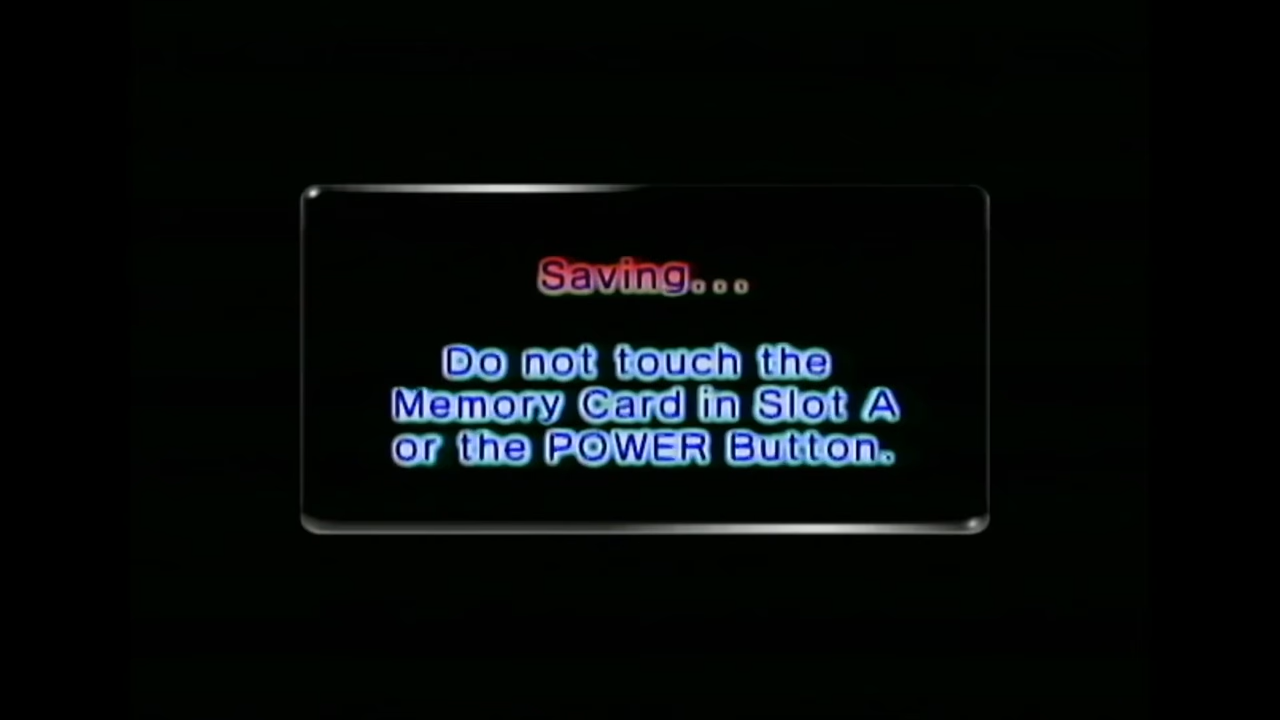 Saving...
Do not touch the
Memory Card in Slot A
or the POWER Button.